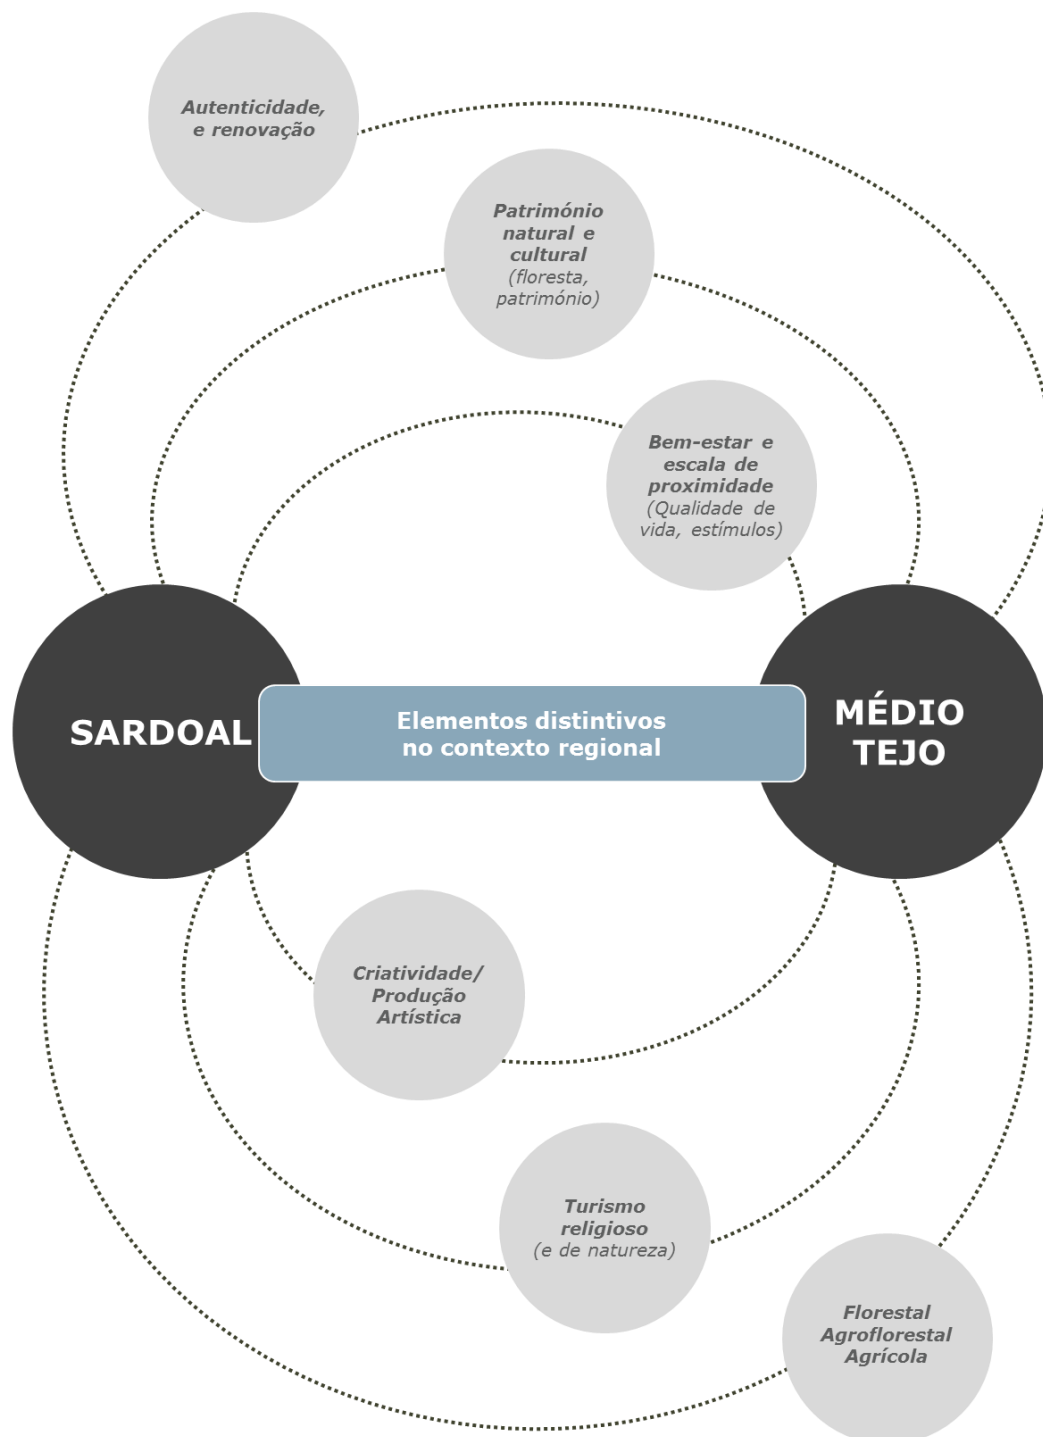 Autenticidade,
e renovação
Património
natural e
cultural
(floresta,
património)
Bem-estar e
escala de
proximidade
(Qualidade de
vida, estímulos)
SARDOAL
Elementos distintivos
no contexto regional
MÉDIO
TEJO
Criatividade/
Produção
Artística
Turismo
religioso
(e de natureza)
Florestal
Agroflorestal
Agrícola